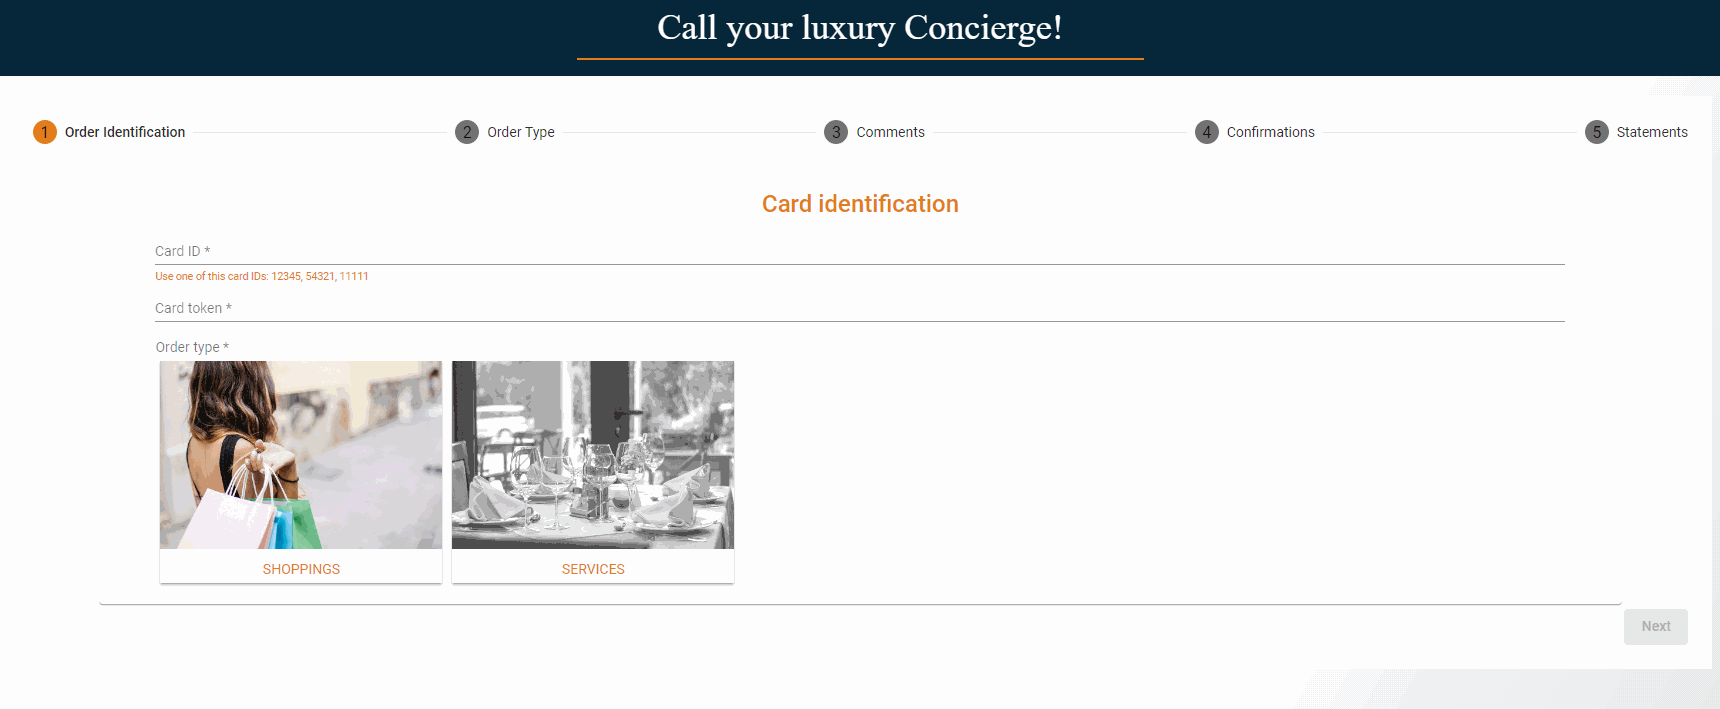 Call your luxury Concierge!
1 Order Identification 2 Order Type 3 Comments 4 Confirmations 5 Statements
Card identification
Card ID *
Use one of this card IDs: 12345, 54321, 11111
Card token *
Order type *
SHOPPINGS SERVICES
Next